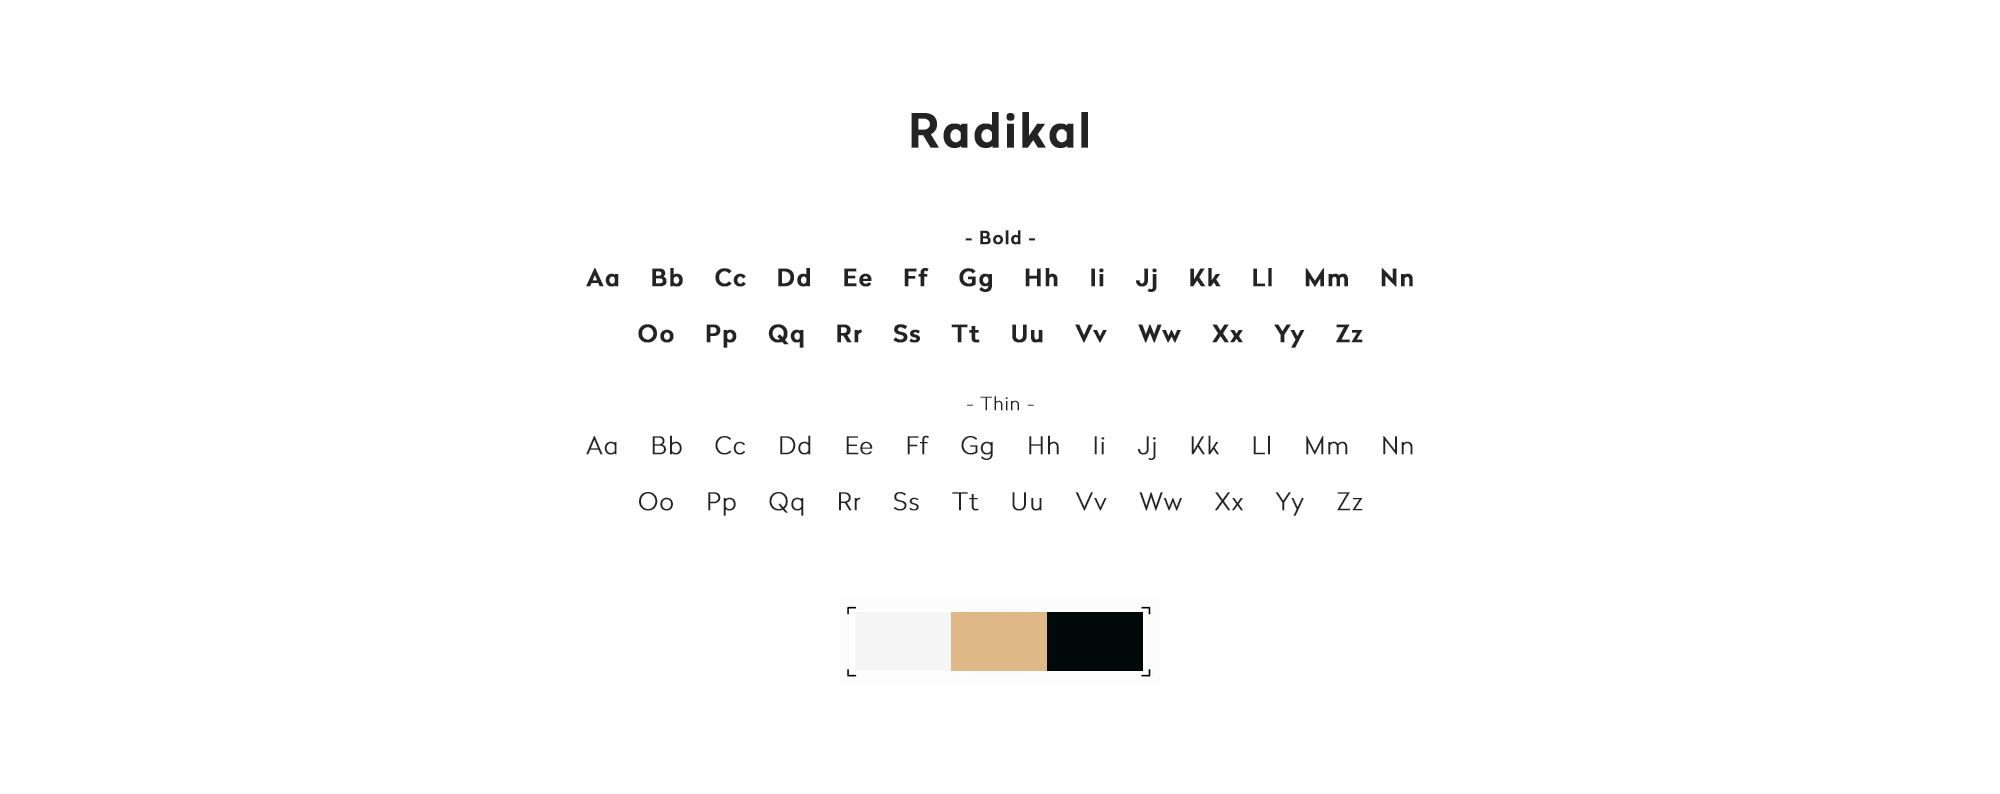 Radikal
- Bold -
Aa Bb Cc Dd Ee Ff Gg Hh Ii Jj Kk Ll Mm Nn
Oo Pp Qq Rr Ss Tt Uu Vv Ww Xx Yy Zz
- Thin -
Aa Bb Cc Dd Ee Ff Gg Hh Ii Jj Kk Ll Mm Nn
Oo Pp Qq Rr Ss Tt Uu Vv Ww Xx Yy Zz